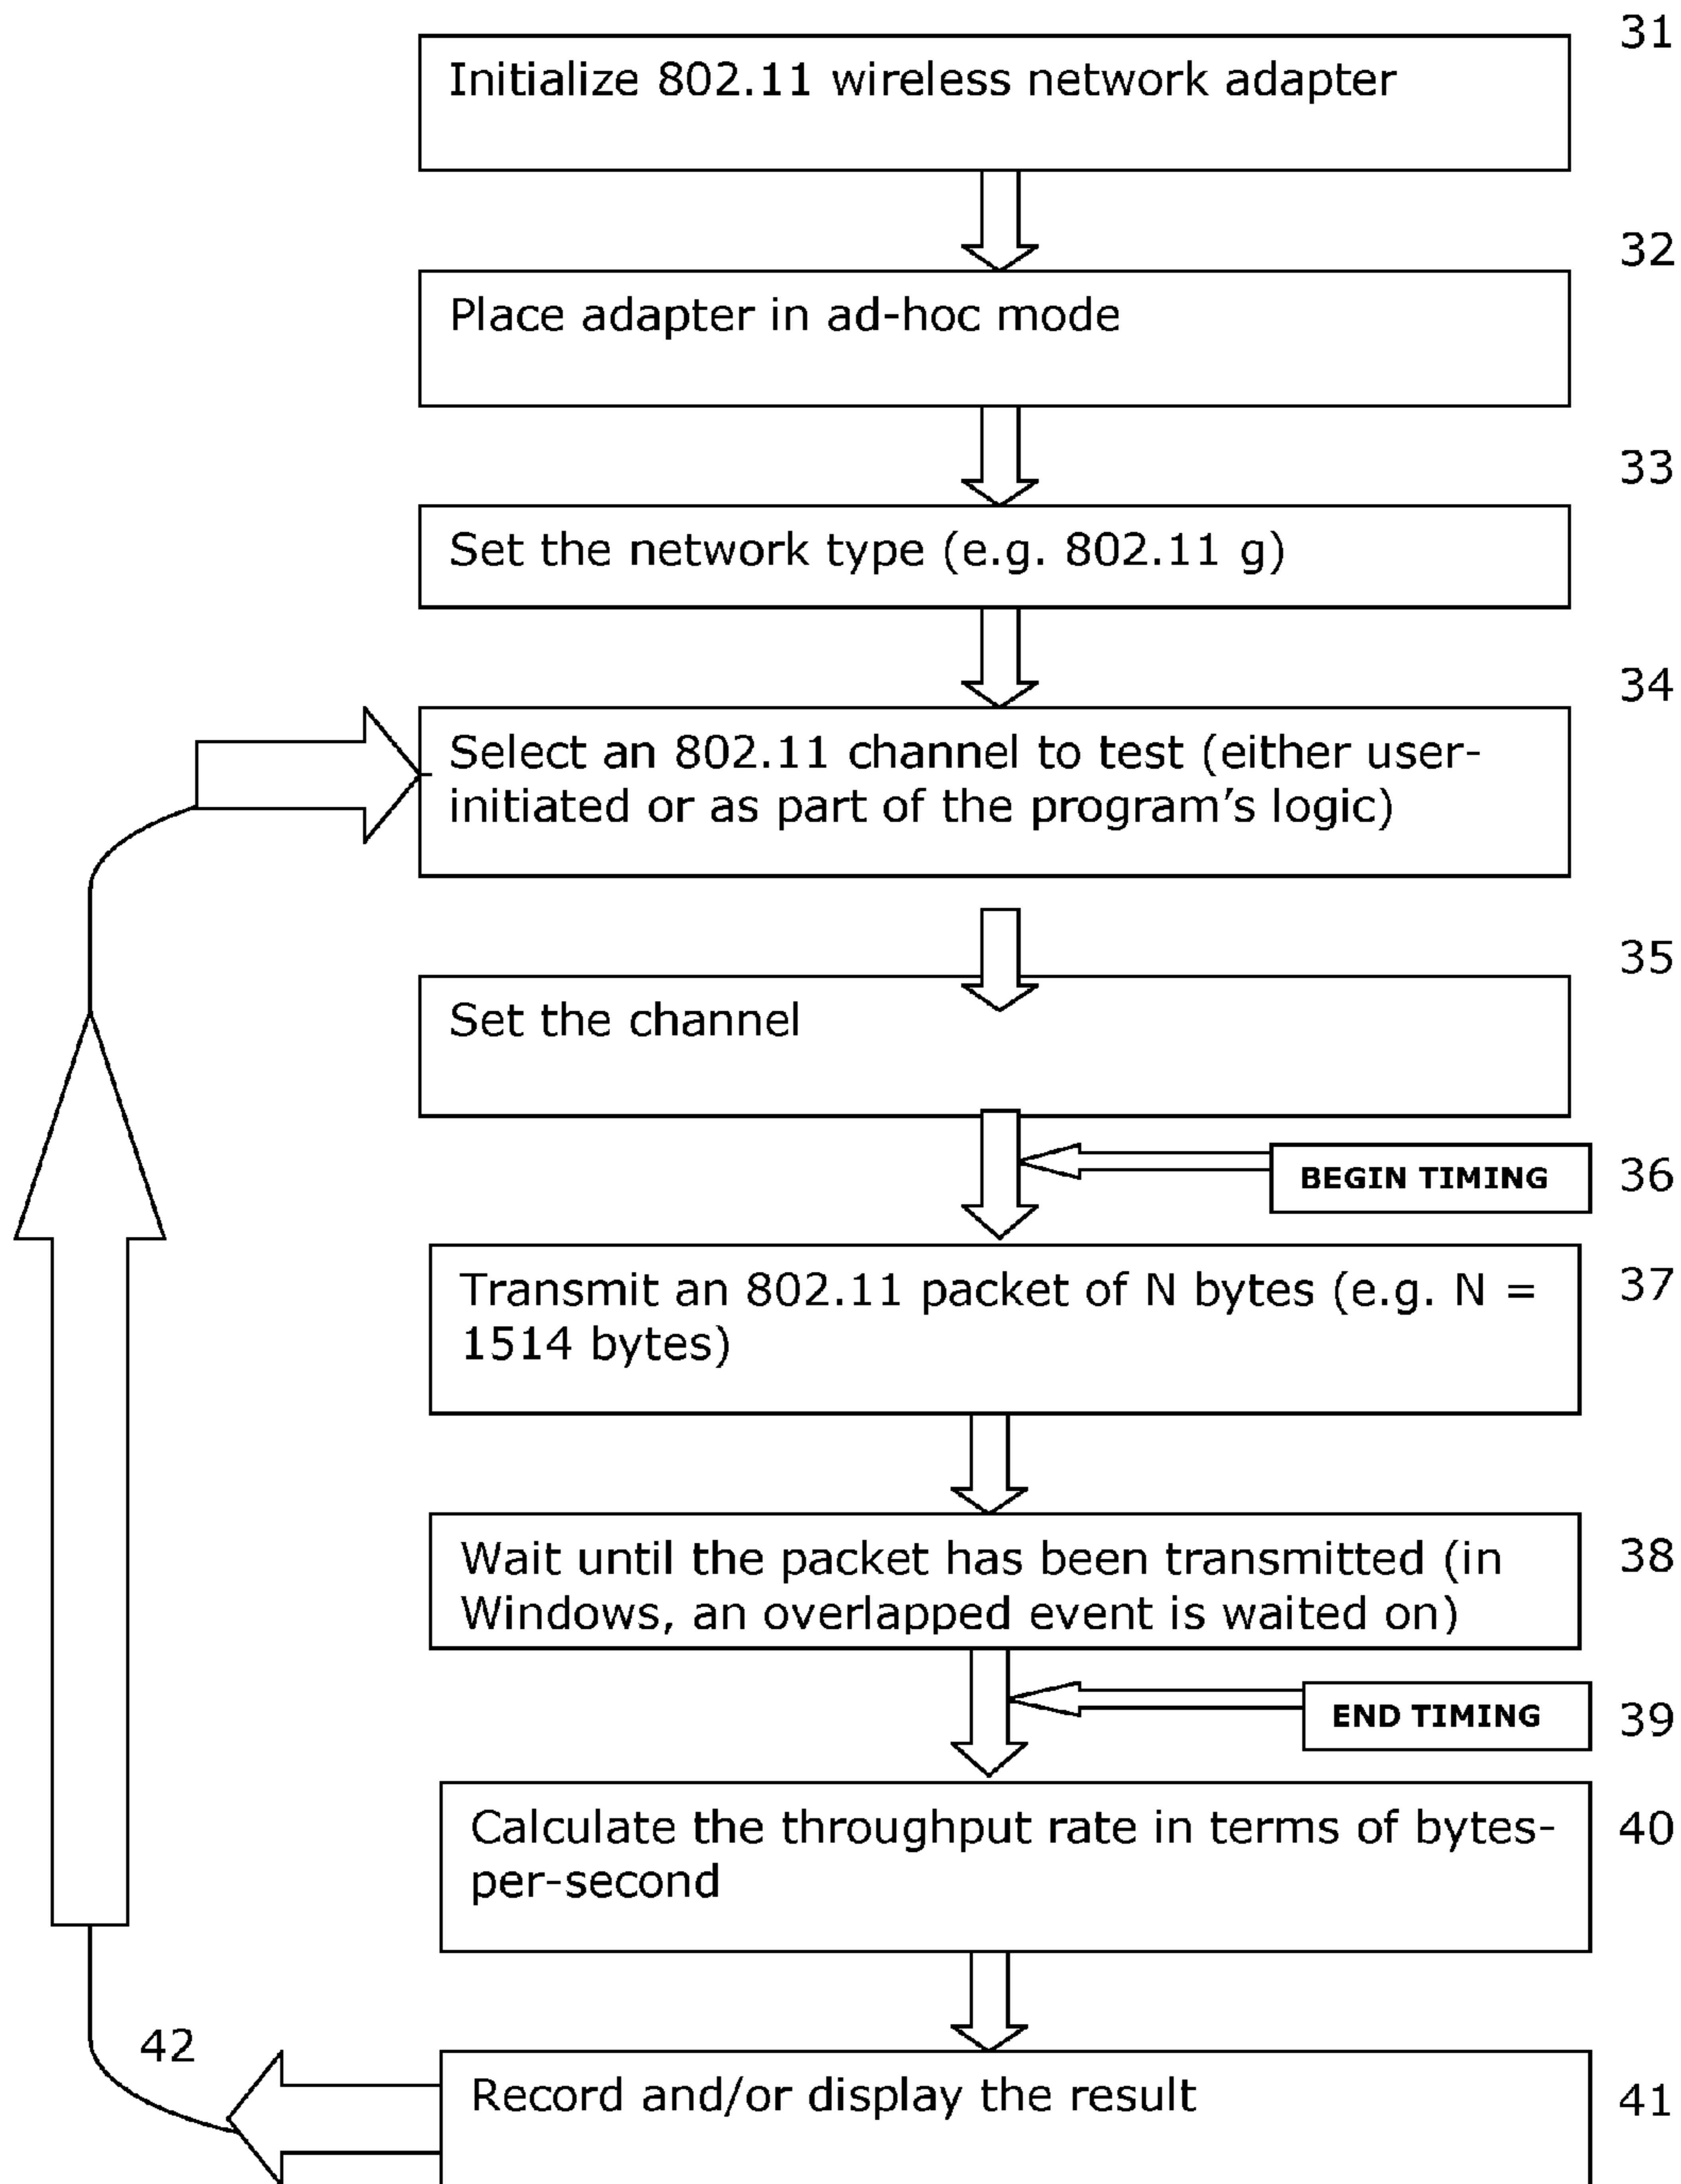 31
Initialize 802.11 wireless network adapter
32
Place adapter in ad-hoc mode
33
Set the network type (e.g. 802.11 g)
34
Select an 802.11 channel to test (either user-
initiated or as part of the program’s logic)
35
Set the channel
BEGIN TIMING 36
Transmit an 802.11 packet of N bytes (e.g. N = 37
1514 bytes)
Wait until the packet has been transmitted (in 38
Windows, an overlapped event is waited on)
END TIMING 39
Calculate the throughput rate in terms of bytes- 40
per-second
42
Record and/or display the result 41